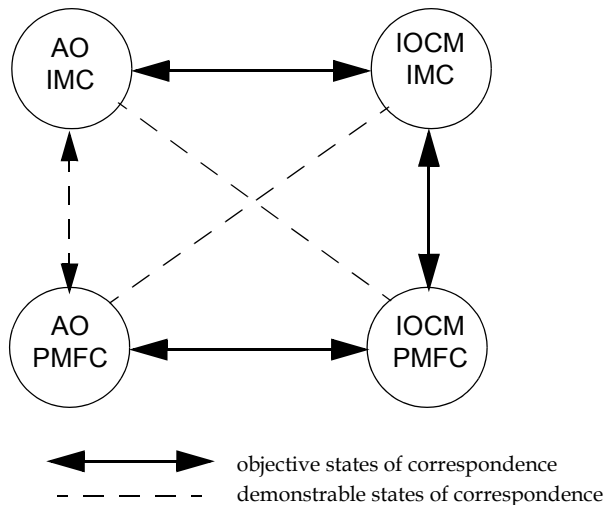 AO
IMC
IOCM
IMC
AO
PMFC
IOCM
PMFC
objective states of correspondence
demonstrable states of correspondence